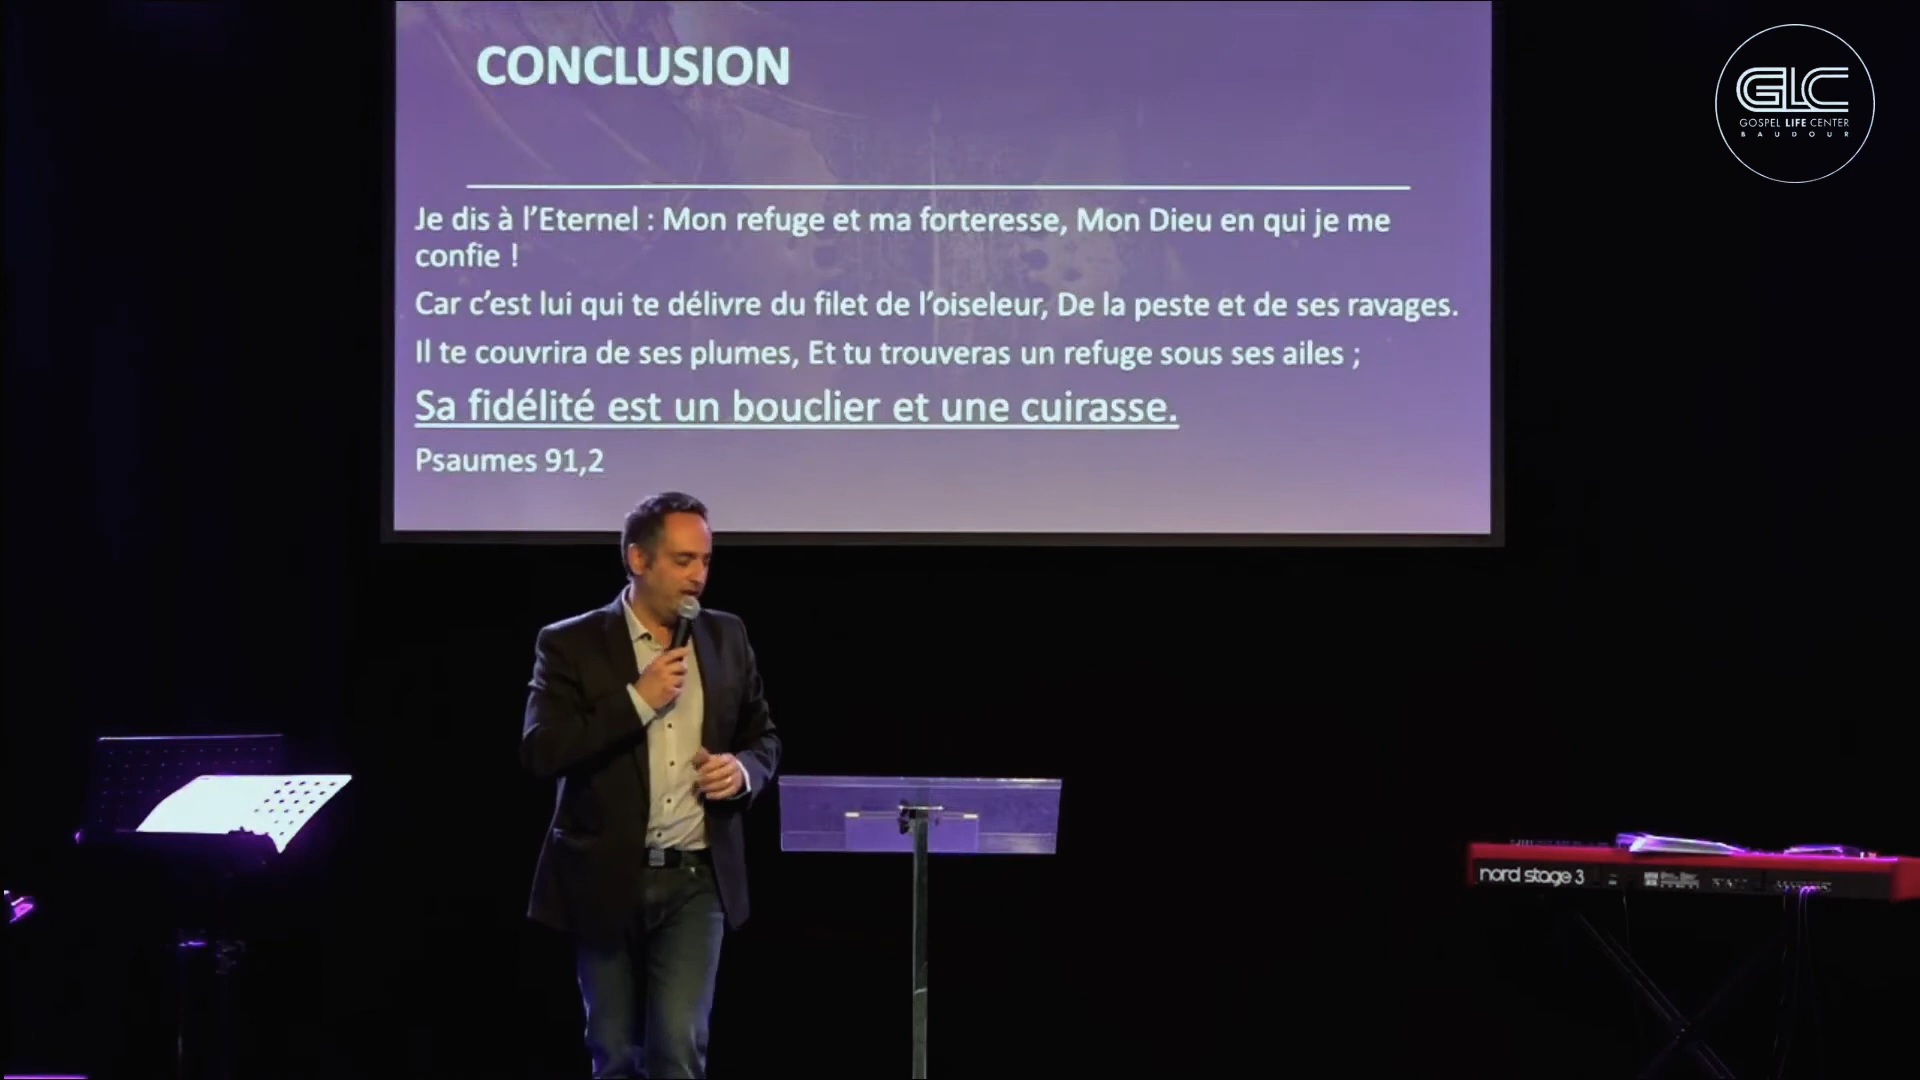 CONCLUSION
Je dis à l’Eternel : Mon refuge et ma forteresse, Mon Dieu en qui je me
confie !
Car c’est lui qui te délivre du filet de l’oiseleur, De la peste et de ses ravages.
Il te couvrira de ses plumes, Et tu trouveras un refuge sous ses ailes ;
Sa fidélité est un bouclier et une cuirasse.
Psaumes 91,2
GLC
GOSPEL LIFE CENTER
BAUDOUR
nord stage 3